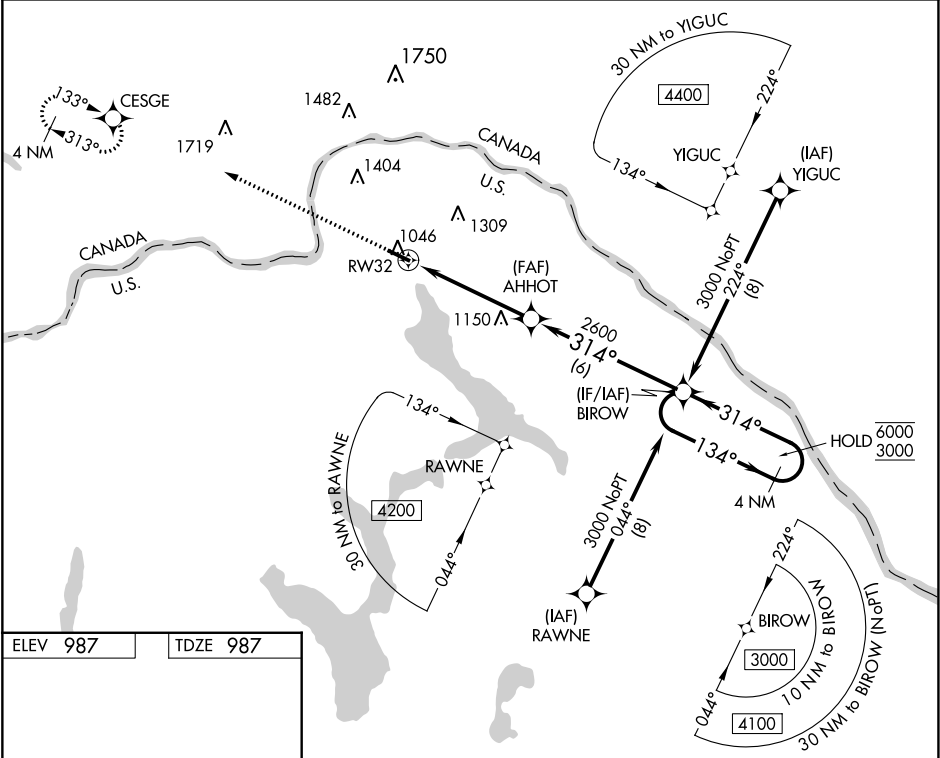 1750
30 NM to YIGUC
4400
224°
134°
YIGUC
(IAF)
YIGUC
133°
CESGE
313°
4 NM
1482
1719
1404
CANADA
U.S.
1309
1046
RW32
CANADA
U.S.
(FAF)
AHHOT
1150
2600
314°
(6)
3000 NoPT
224°
(8)
(IF/IAF)
BIROW
314°
134°
HOLD 6000
3000
4 NM
134°
RAWNE
30 NM to RAWNE
4200
044°
3000 NoPT
044°
(8)
(IAF)
RAWNE
224°
BIROW
3000
10 NM to BIROW
044°
4100
30 NM to BIROW (NoPT)
ELEV 987
TDZE 987